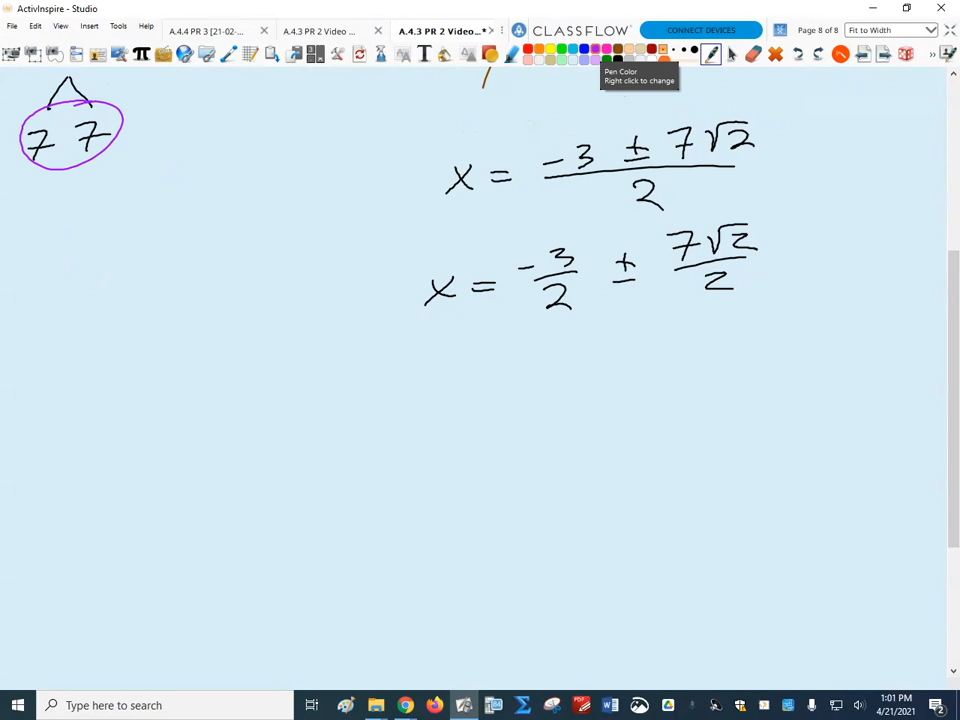 ActivInspire - Studio
File Edit View Insert Tools Help
A.4.4 PR 3 [21-02-...
A.4.3 PR 2 Video ...
A.4.3 PR 2 Video...*
CLASSFLOW
CONNECT DEVICES
Page 8 of 8
Fit to Width
Pen Color
Right click to change
7 7
x = (-3 ± 7√2)/2
x = -3/2 ± 7√2/2
Type here to search
1:01 PM
4/21/2021
2